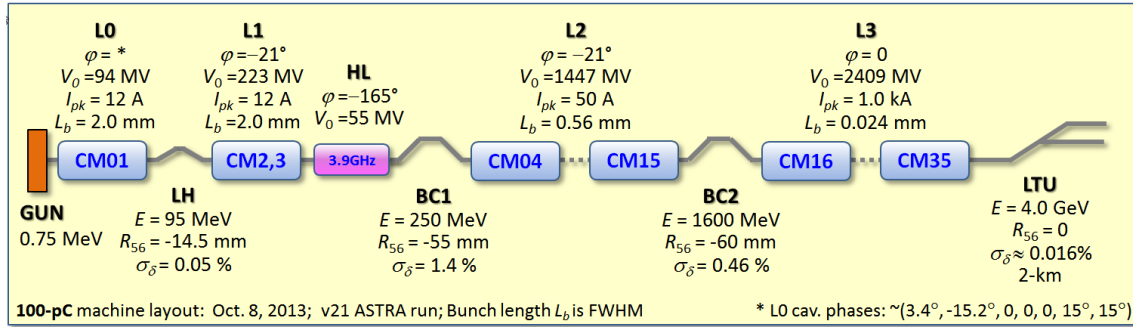 L0
φ = *
V0 =94 MV
Ipk = 12 A
Lb = 2.0 mm
L1
φ =−21°
V0 =223 MV
Ipk = 12 A
Lb = 2.0 mm
HL
φ =−165°
V0 =55 MV
L2
φ = −21°
V0 =1447 MV
Ipk = 50 A
Lb = 0.56 mm
L3
φ = 0
V0 =2409 MV
Ipk = 1.0 kA
Lb = 0.024 mm
CM01
CM2,3
3.9GHz
CM04
CM15
CM16
CM35
GUN
0.75 MeV
LH
E = 95 MeV
R56 = -14.5 mm
σδ = 0.05 %
BC1
E = 250 MeV
R56 = -55 mm
σδ = 1.4 %
BC2
E = 1600 MeV
R56 = -60 mm
σδ = 0.46 %
LTU
E = 4.0 GeV
R56 = 0
σδ ≈ 0.016%
2-km
100-pC machine layout: Oct. 8, 2013; v21 ASTRA run; Bunch length Lb is FWHM
* L0 cav. phases: ~(3.4°, -15.2°, 0, 0, 0, 15°, 15°)